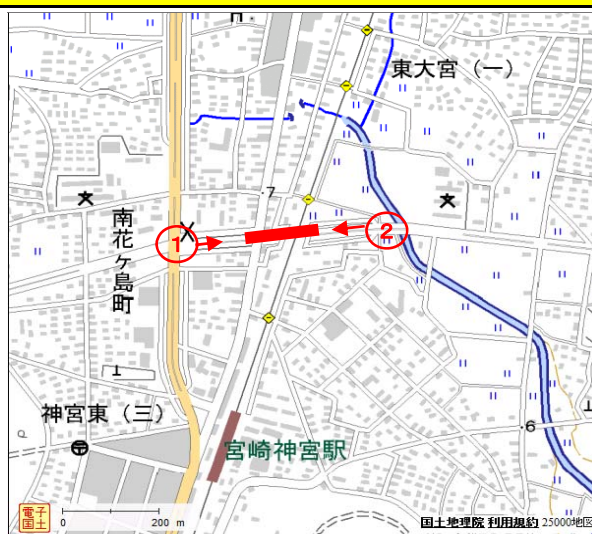 東大宮（一）
7
1
2
南花ヶ島町
神宮東（三）
宮崎神宮駅
6
電子国土
0 200 m
国土地理院 利用規約 25000地図